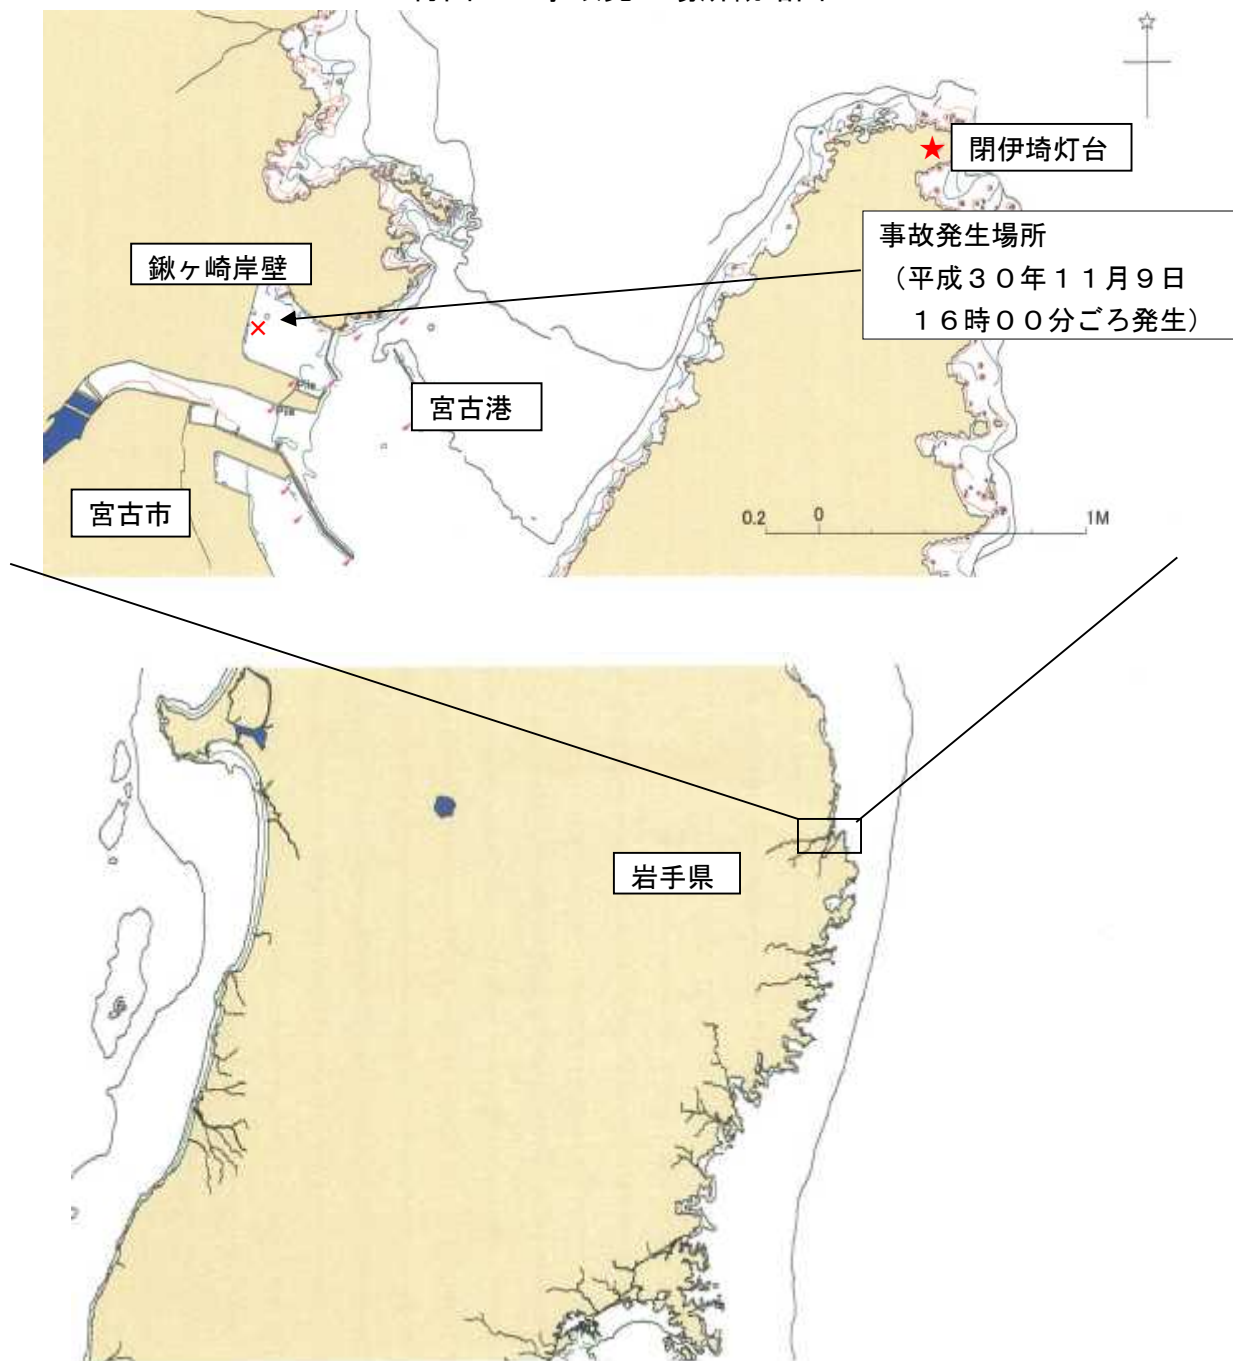 閉伊埼灯台
事故発生場所
（平成３０年１１月９日
１６時００分ごろ発生）
鍬ヶ崎岸壁
Pile
Pile
宮古港
宮古市
0.2 0 1M
岩手県